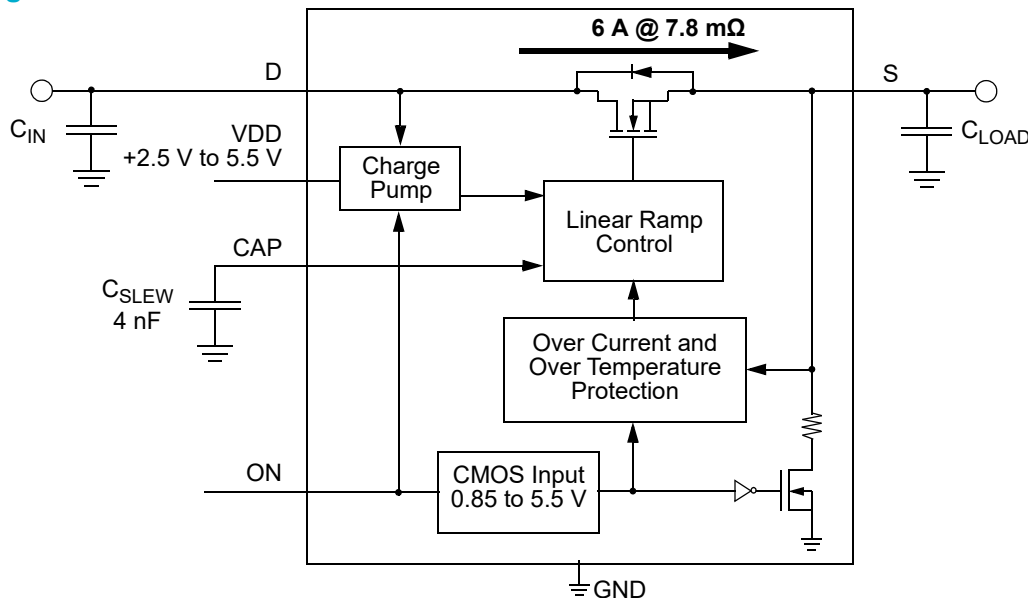 6 A @ 7.8 mΩ
D
S
C_IN
VDD
+2.5 V to 5.5 V
Charge
Pump
C_LOAD
Linear Ramp
Control
CAP
C_SLEW
4 nF
Over Current and
Over Temperature
Protection
ON
CMOS Input
0.85 to 5.5 V
GND